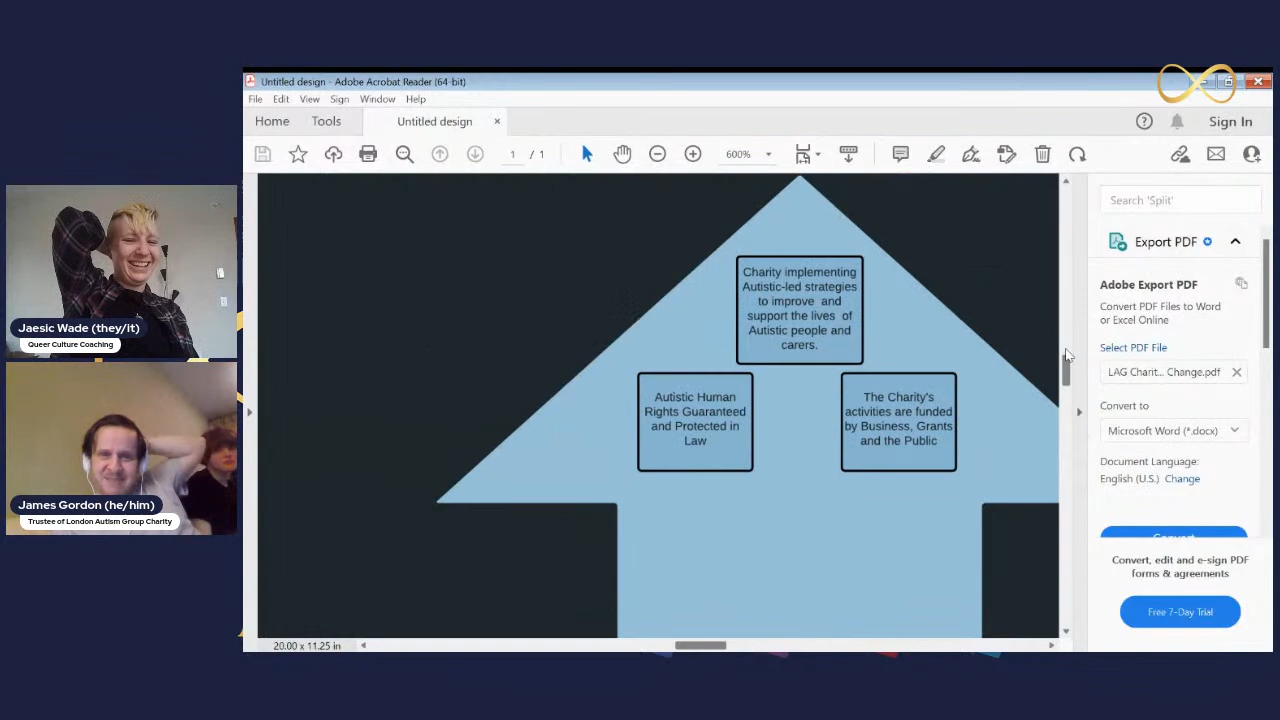 Untitled design - Adobe Acrobat Reader (64-bit)
File Edit View Sign Window Help
Home Tools Untitled design × Sign In
1 / 1 600%
Search 'Split'
Export PDF
Adobe Export PDF
Convert PDF Files to Word
or Excel Online
Select PDF File
LAG Charit... Change.pdf
Convert to
Microsoft Word (*.docx)
Document Language:
English (U.S.) Change
Convert
Convert, edit and e-sign PDF
forms & agreements
Free 7-Day Trial
Charity implementing
Autistic-led strategies
to improve and
support the lives of
Autistic people and
carers.
Autistic Human
Rights Guaranteed
and Protected in
Law
The Charity's
activities are funded
by Business, Grants
and the Public
20.00 x 11.25 in
Jaesic Wade (they/it)
Queer Culture Coaching
James Gordon (he/him)
Trustee of London Autism Group Charity